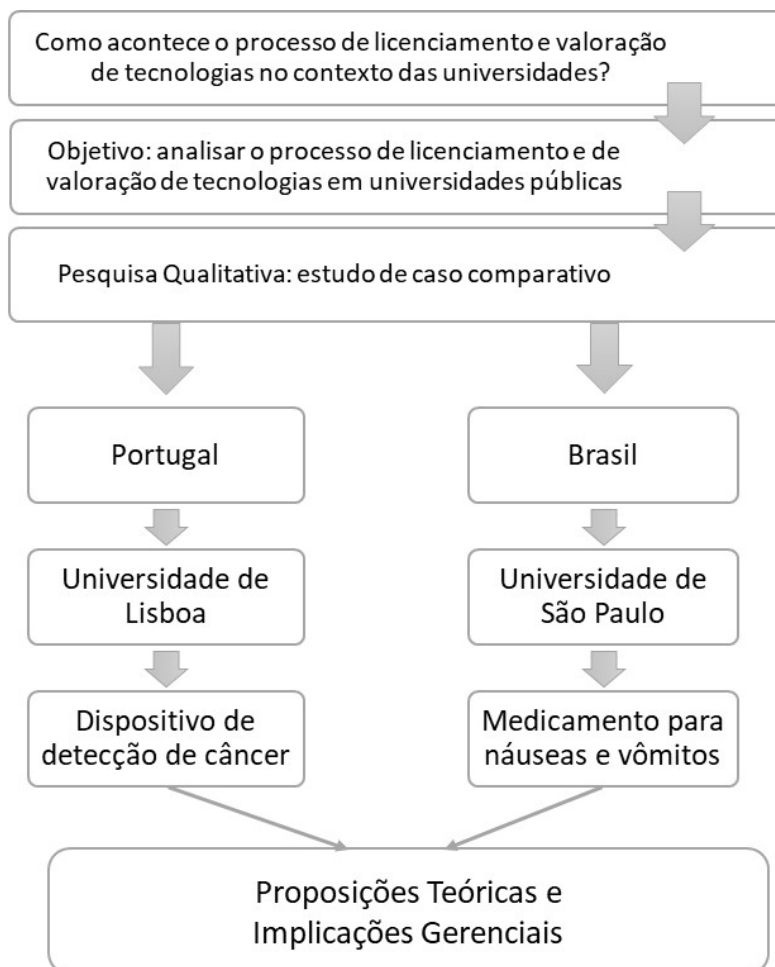 Como acontece o processo de licenciamento e valoração
de tecnologias no contexto das universidades?
Objetivo: analisar o processo de licenciamento e de
valoração de tecnologias em universidades públicas
Pesquisa Qualitativa: estudo de caso comparativo
Portugal
Brasil
Universidade de
Lisboa
Universidade de
São Paulo
Dispositivo de
detecção de câncer
Medicamento para
náuseas e vômitos
Proposições Teóricas e
Implicações Gerenciais